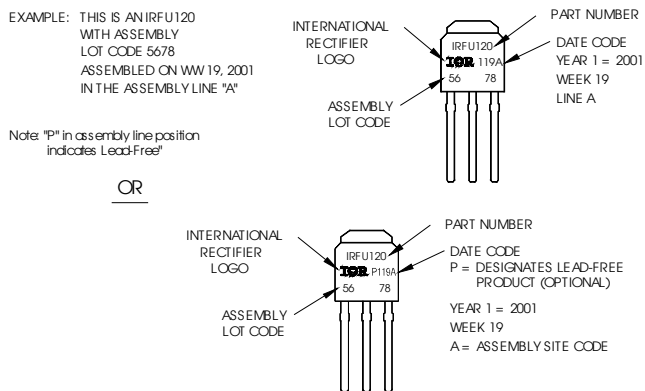 EXAMPLE: THIS IS AN IRFU120
WITH ASSEMBLY
LOT CODE 5678
ASSEMBLED ON WW 19, 2001
IN THE ASSEMBLY LINE "A"
Note: "P" in assembly line position
indicates Lead-Free"
OR
INTERNATIONAL
RECTIFIER
LOGO
ASSEMBLY
LOT CODE
IRFU120
IOR 119A
56 78
PART NUMBER
DATE CODE
YEAR 1 = 2001
WEEK 19
LINE A
INTERNATIONAL
RECTIFIER
LOGO
ASSEMBLY
LOT CODE
IRFU120
IOR P119A
56 78
PART NUMBER
DATE CODE
P = DESIGNATES LEAD-FREE
PRODUCT (OPTIONAL)
YEAR 1 = 2001
WEEK 19
A = ASSEMBLY SITE CODE